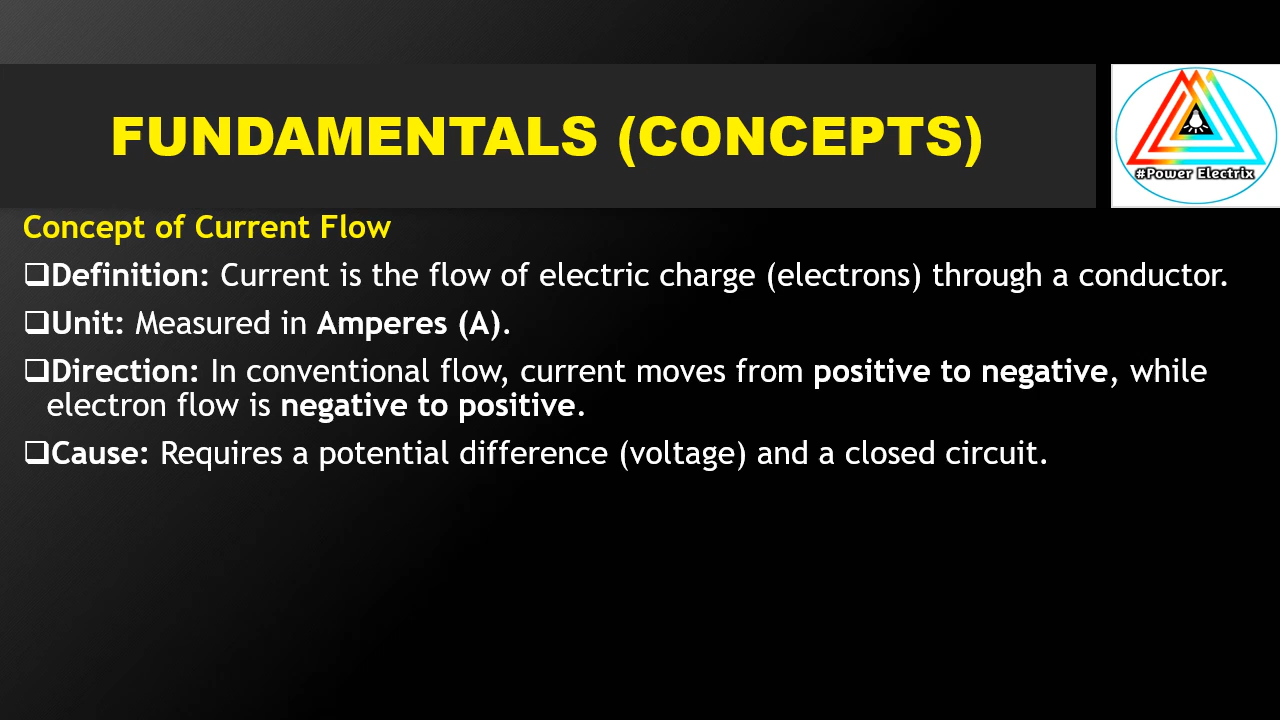 FUNDAMENTALS (CONCEPTS)
#Power Electrix
Concept of Current Flow
❑Definition: Current is the flow of electric charge (electrons) through a conductor.
❑Unit: Measured in Amperes (A).
❑Direction: In conventional flow, current moves from positive to negative, while
electron flow is negative to positive.
❑Cause: Requires a potential difference (voltage) and a closed circuit.